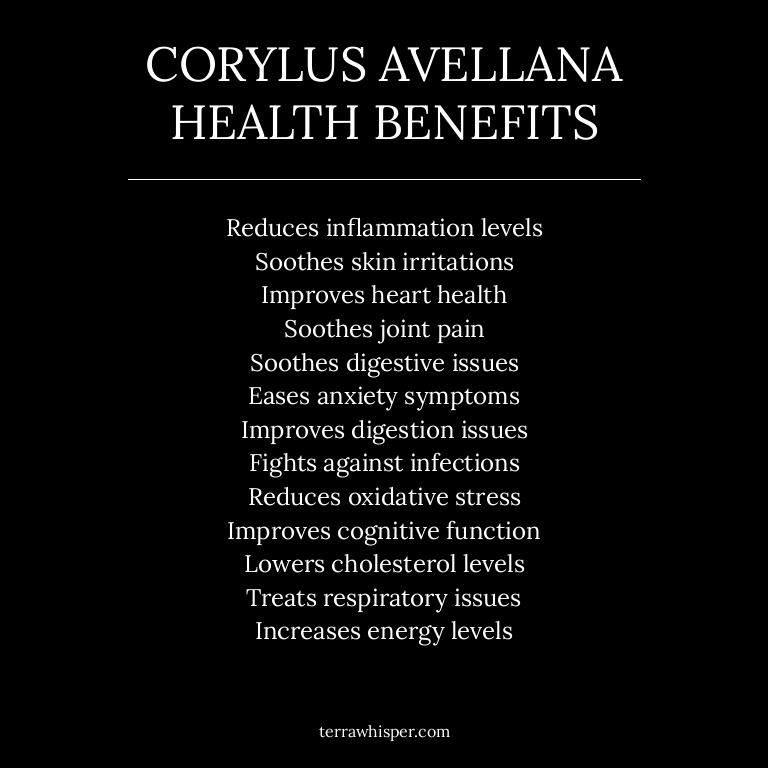 CORYLUS AVELLANA
HEALTH BENEFITS
Reduces inflammation levels
Soothes skin irritations
Improves heart health
Soothes joint pain
Soothes digestive issues
Eases anxiety symptoms
Improves digestion issues
Fights against infections
Reduces oxidative stress
Improves cognitive function
Lowers cholesterol levels
Treats respiratory issues
Increases energy levels
terrawhisper.com